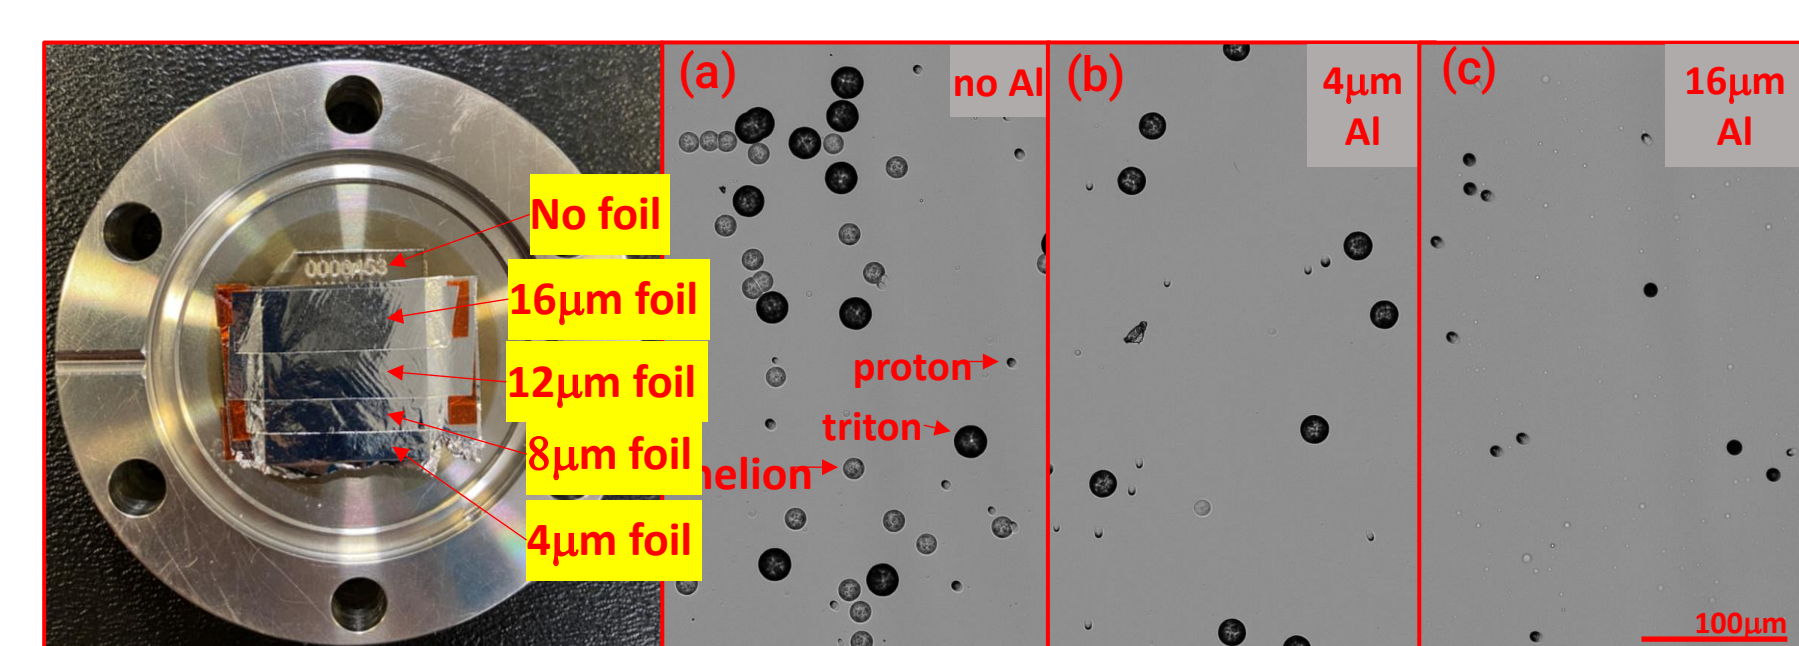 0000453
No foil
16μm foil
12μm foil
8μm foil
4μm foil
(a)
no Al
proton
triton
helion
(b)
4μm
Al
(c)
16μm
Al
100μm